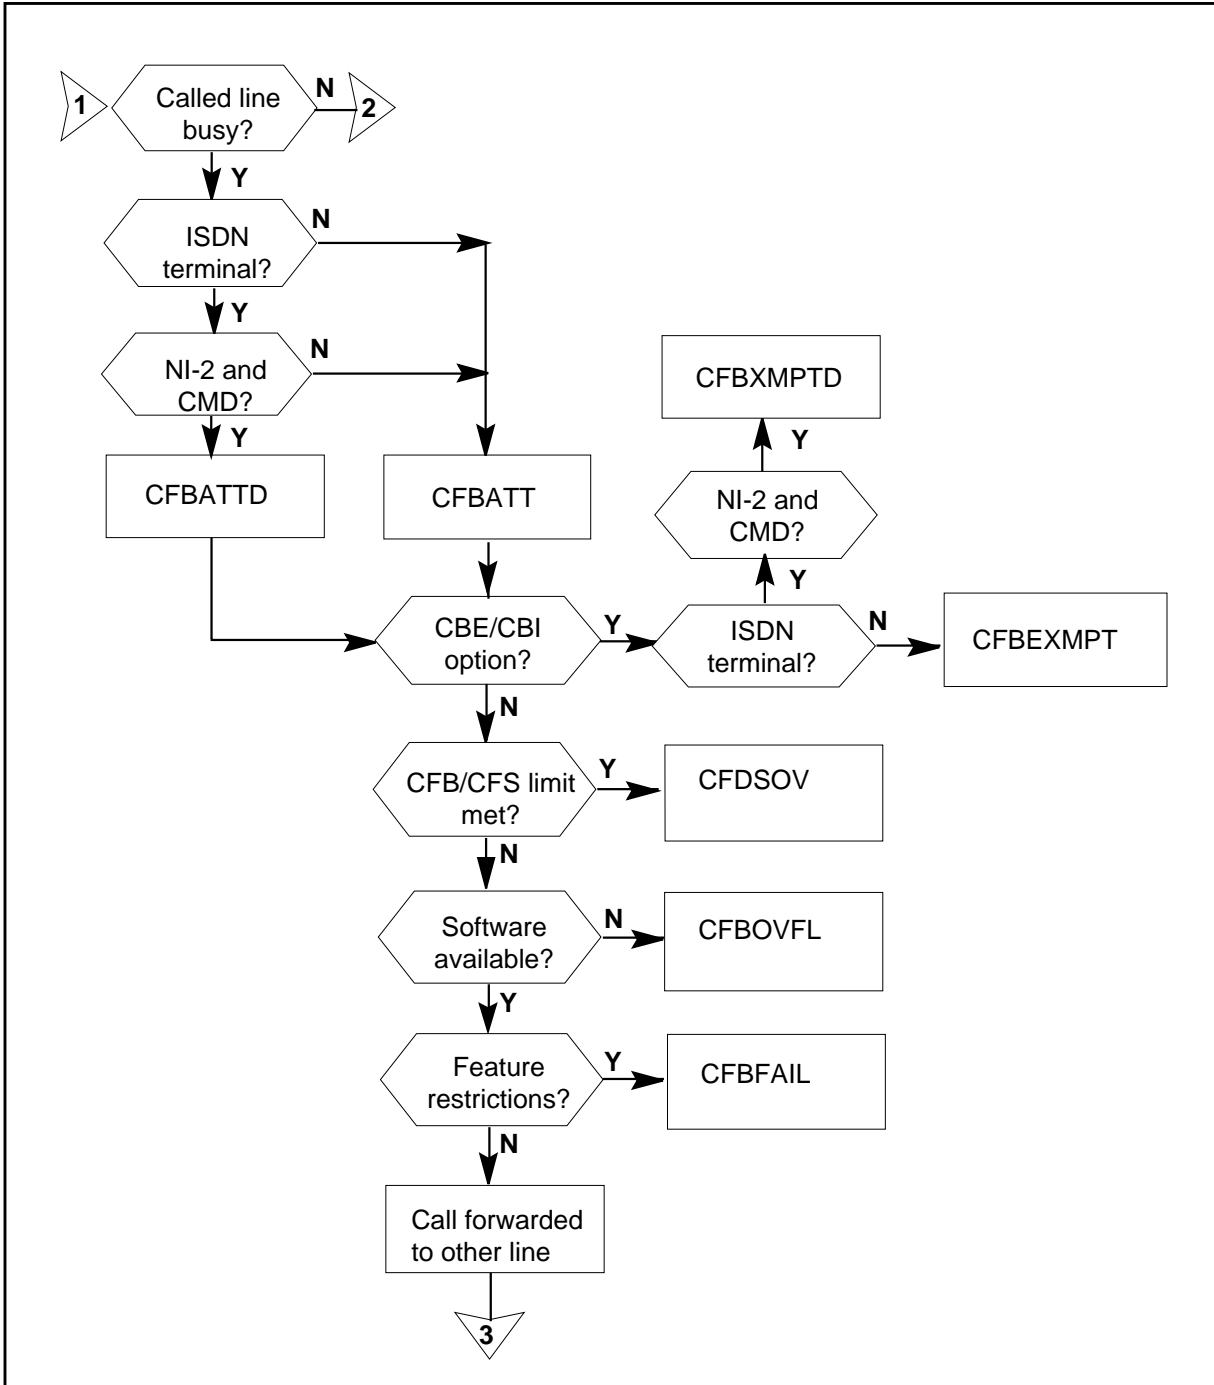 1
Called line
busy?
N
2
Y
ISDN
terminal?
N
Y
NI-2 and
CMD?
N
Y
CFBATTD
CFBATT
CFBXMPTD
Y
NI-2 and
CMD?
Y
CBE/CBI
option?
Y
ISDN
terminal?
N
CFBEXMPT
N
CFB/CFS limit
met?
Y
CFDSOV
N
Software
available?
N
CFBOVFL
Y
Feature
restrictions?
Y
CFBFAIL
N
Call forwarded
to other line
3